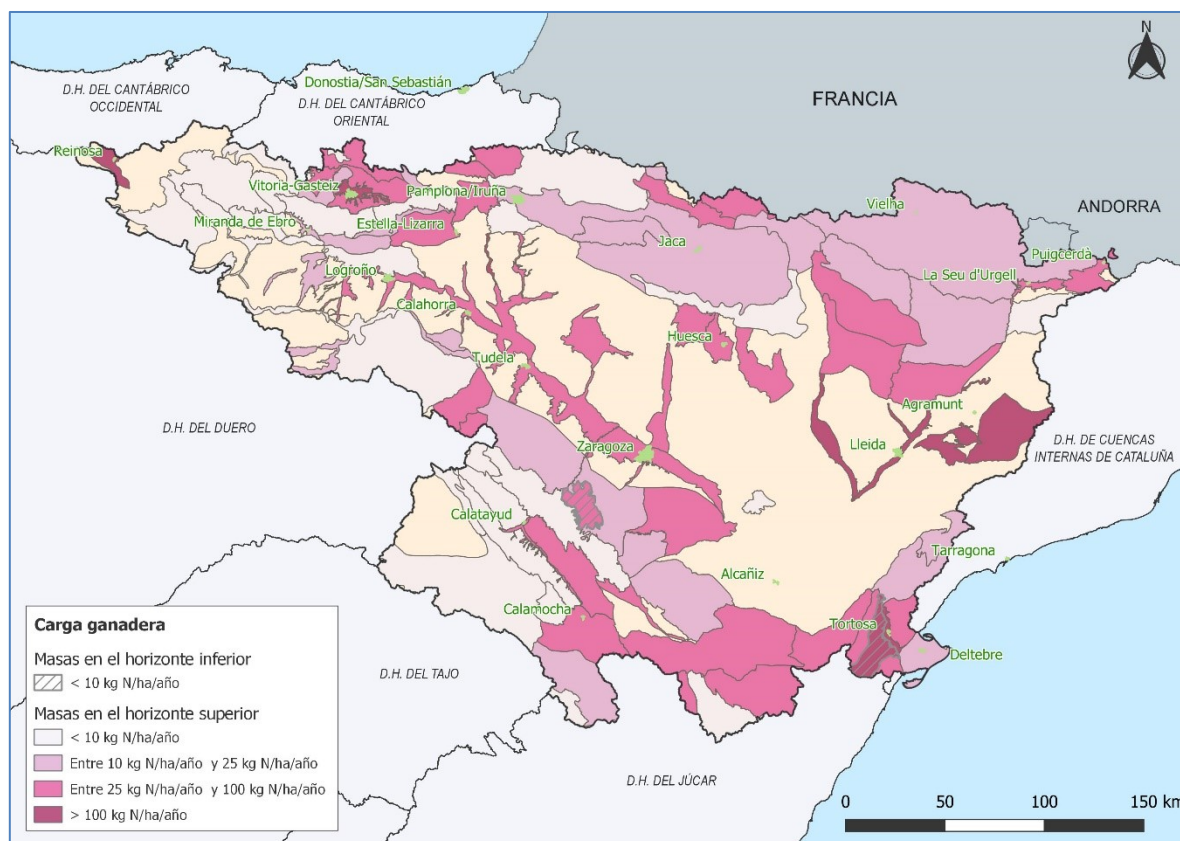 N
Donostia/San Sebastián
D.H. DEL CANTÁBRICO
OCCIDENTAL
D.H. DEL CANTÁBRICO
ORIENTAL
FRANCIA
Reinosa
Vitoria-Gasteiz
Pamplona/Iruña
Vielha
ANDORRA
Miranda de Ebro
Estella-Lizarra
Jaca
Puigcerdà
Logroño
La Seu d'Urgell
Calahorra
Huesca
Tudela
Agramunt
D.H. DEL DUERO
Zaragoza
Lleida
D.H. DE CUENCAS
INTERNAS DE CATALUÑA
Calatayud
Tarragona
Alcañiz
Calamocha
Tortosa
Deltebre
D.H. DEL TAJO
D.H. DEL JÚCAR
Carga ganadera
Masas en el horizonte inferior
< 10 kg N/ha/año
Masas en el horizonte superior
< 10 kg N/ha/año
Entre 10 kg N/ha/año y 25 kg N/ha/año
Entre 25 kg N/ha/año y 100 kg N/ha/año
> 100 kg N/ha/año
0 50 100 150 km